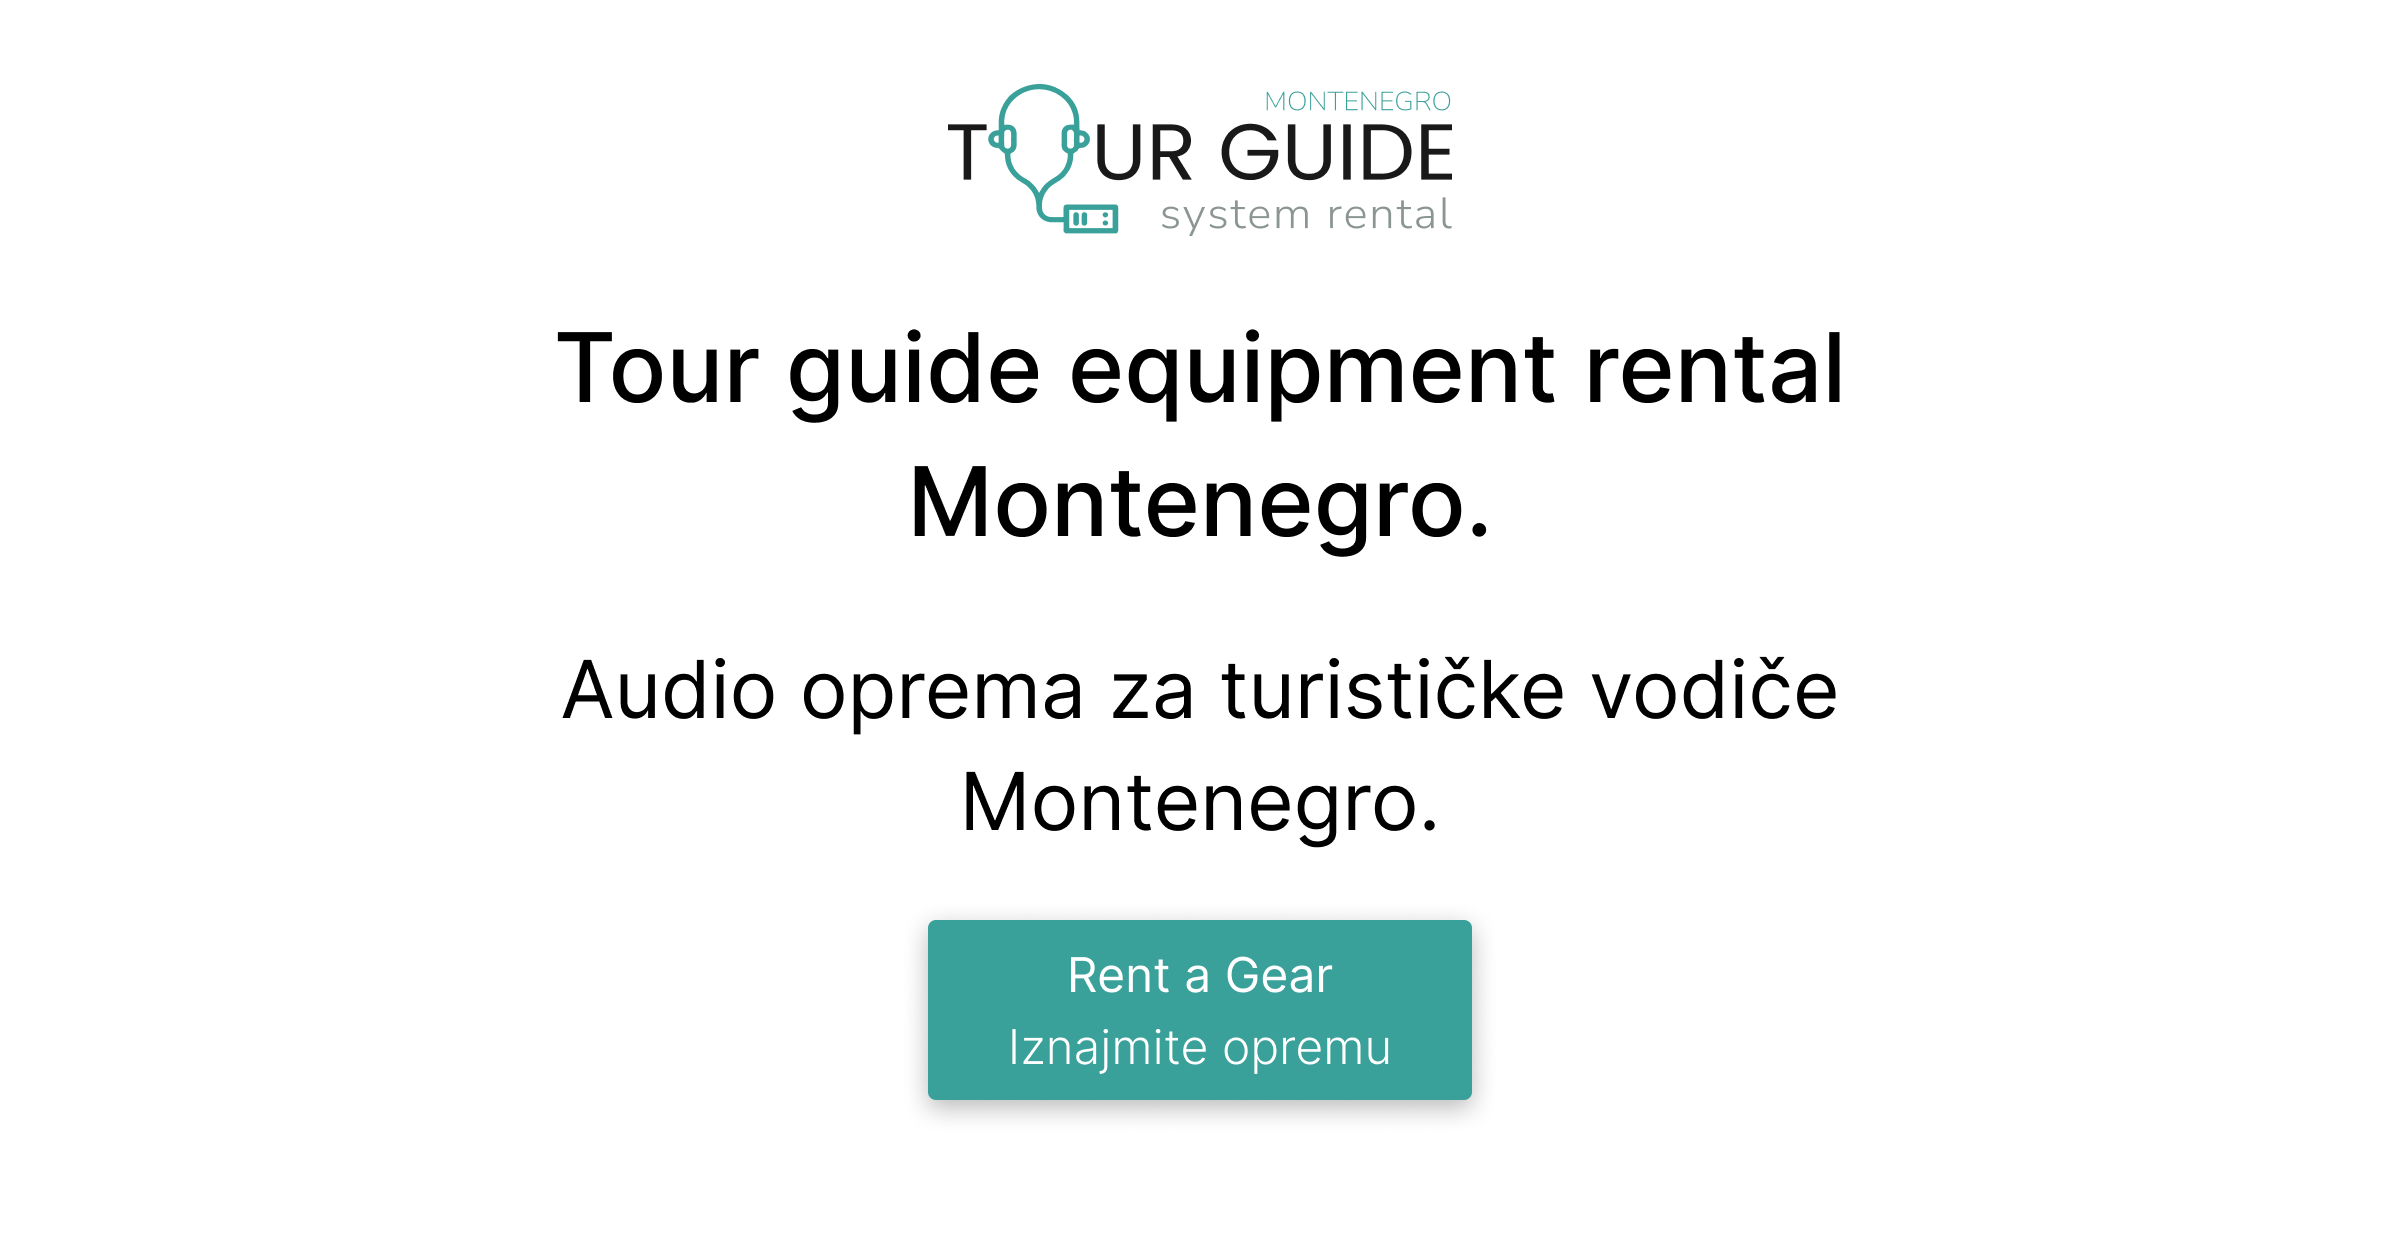 MONTENEGRO
TOUR GUIDE
system rental
Tour guide equipment rental
Montenegro.
Audio oprema za turističke vodiče
Montenegro.
Rent a Gear
Iznajmite opremu